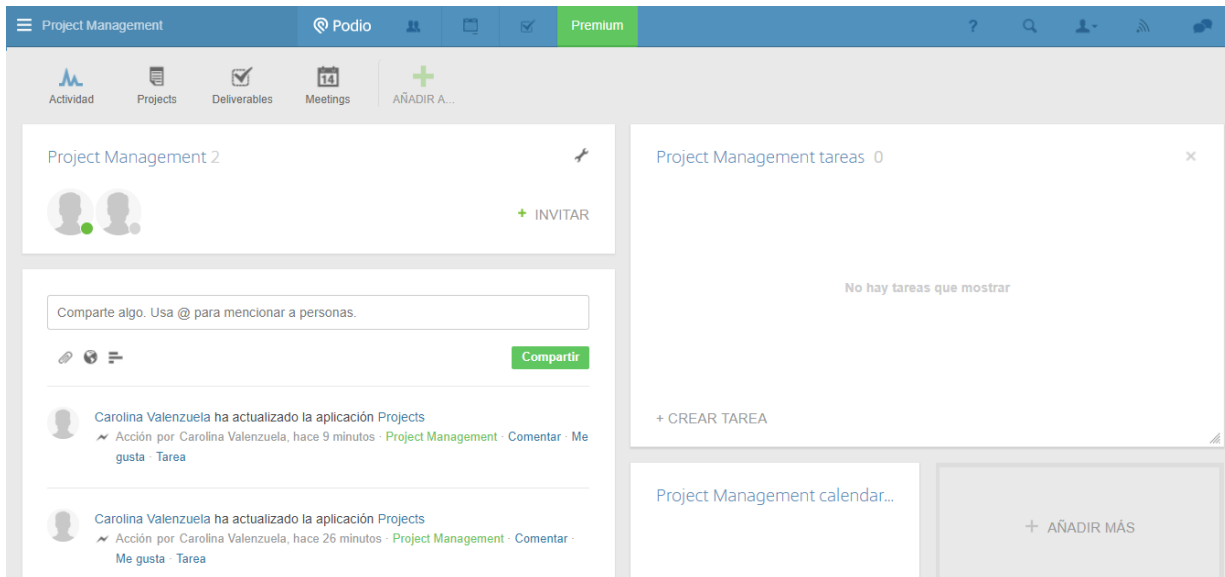 Project Management
Podio
Premium
?
Actividad
Projects
Deliverables
14
Meetings
AÑADIR A...
Project Management 2
+ INVITAR
Comparte algo. Usa @ para mencionar a personas.
Compartir
Carolina Valenzuela ha actualizado la aplicación Projects
Acción por Carolina Valenzuela, hace 9 minutos · Project Management · Comentar · Me
gusta · Tarea
Carolina Valenzuela ha actualizado la aplicación Projects
Acción por Carolina Valenzuela, hace 26 minutos · Project Management · Comentar ·
Me gusta · Tarea
Project Management tareas 0
No hay tareas que mostrar
+ CREAR TAREA
Project Management calendar...
+ AÑADIR MÁS